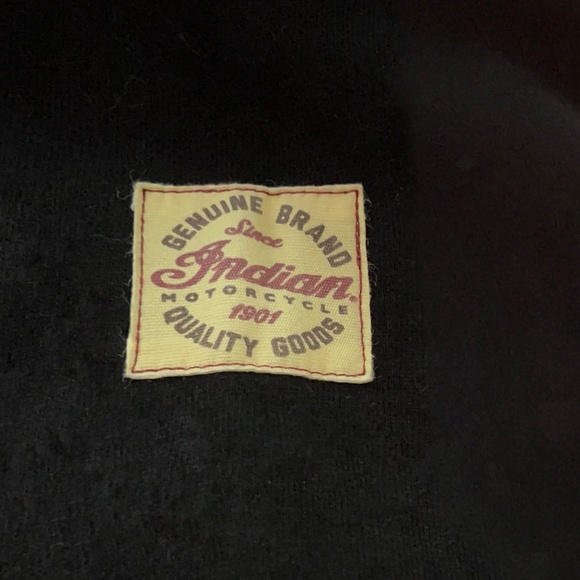 GENUINE BRAND
Since
Indian®
MOTORCYCLE
1901
QUALITY GOODS